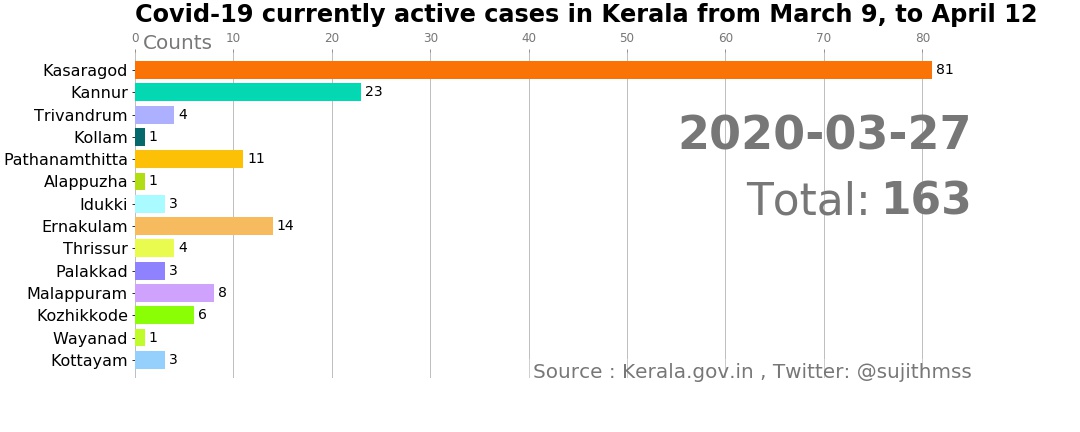 Covid-19 currently active cases in Kerala from March 9, to April 12
0 10 20 30 40 50 60 70 80
Counts
Kasaragod 81
Kannur 23
Trivandrum 4
Kollam 1
2020-03-27
Pathanamthitta 11
Alappuzha 1
Total: 163
Idukki 3
Ernakulam 14
Thrissur 4
Palakkad 3
Malappuram 8
Kozhikkode 6
Wayanad 1
Kottayam 3
Source : Kerala.gov.in , Twitter: @sujithmss